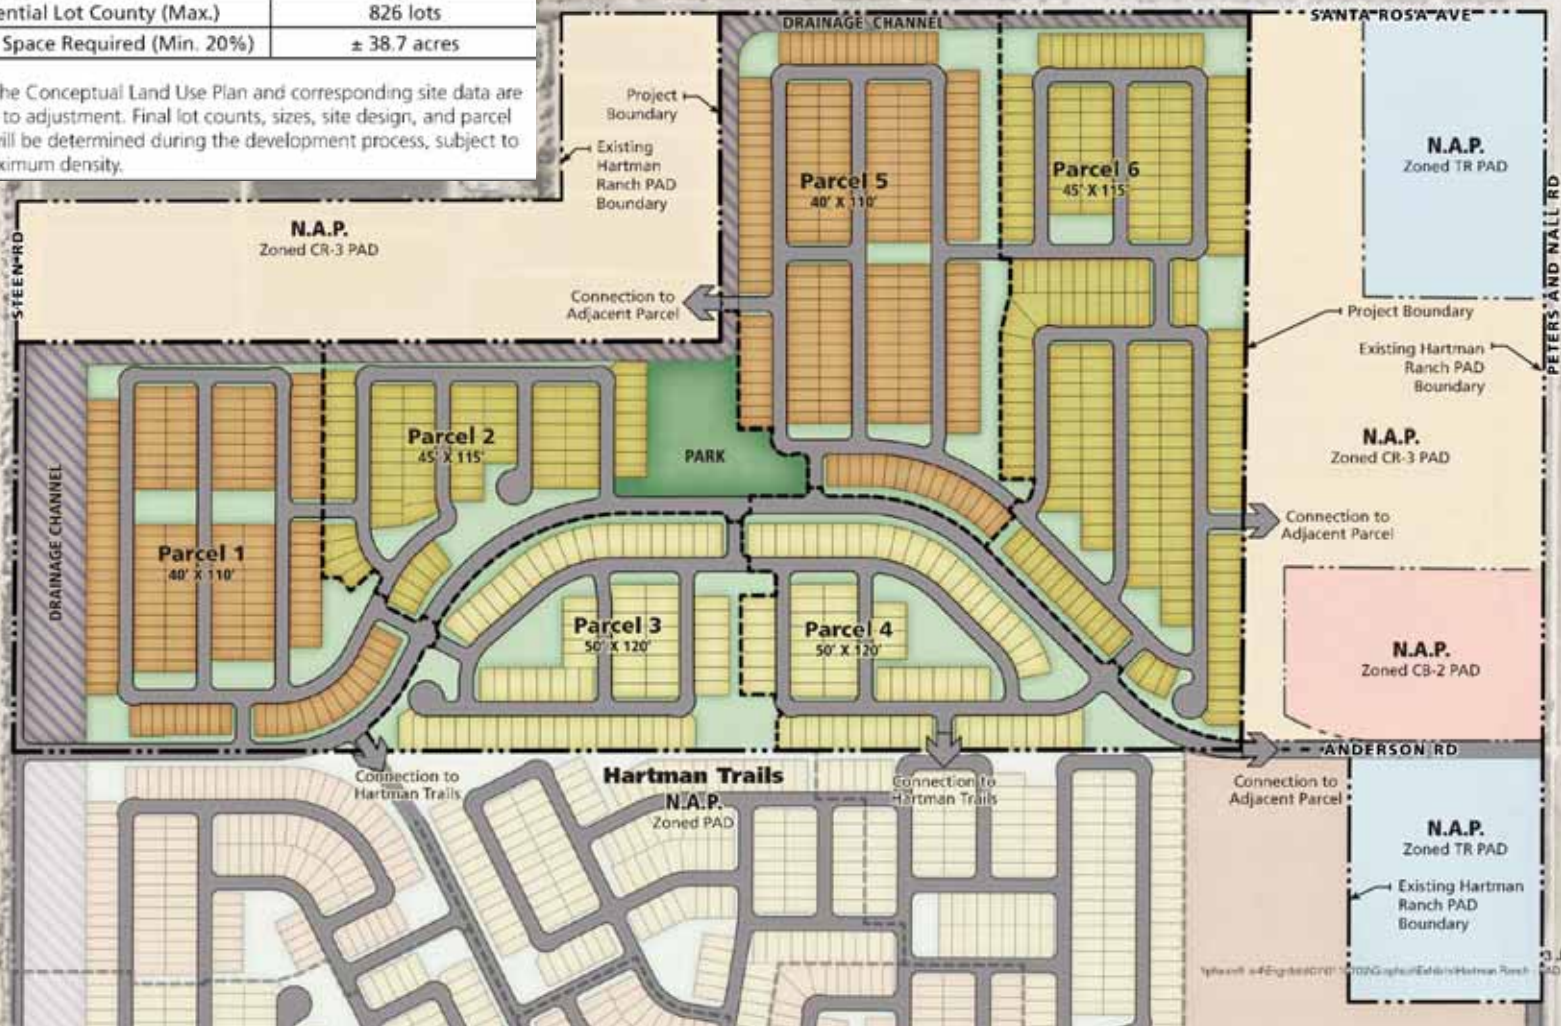 ential Lot County (Max.) 826 lots
Space Required (Min. 20%) ± 38.7 acres
he Conceptual Land Use Plan and corresponding site data are
to adjustment. Final lot counts, sizes, site design, and parcel
ill be determined during the development process, subject to
ximum density.
DRAINAGE CHANNEL
SANTA ROSA AVE
Project
Boundary
Existing
Hartman
Ranch PAD
Boundary
N.A.P.
Zoned CR-3 PAD
STEEN RD
Connection to
Adjacent Parcel
Parcel 5
40' X 110'
Parcel 6
45' X 115'
N.A.P.
Zoned TR PAD
PETERS AND NALL RD
Project Boundary
Existing Hartman
Ranch PAD
Boundary
N.A.P.
Zoned CR-3 PAD
Parcel 2
45' X 115'
PARK
DRAINAGE CHANNEL
Parcel 1
40' X 110'
Connection to
Adjacent Parcel
Parcel 3
50' X 120'
Parcel 4
50' X 120'
N.A.P.
Zoned CB-2 PAD
ANDERSON RD
Connection to
Hartman Trails
Hartman Trails
N.A.P.
Zoned PAD
Connection to
Hartman Trails
Connection to
Adjacent Parcel
N.A.P.
Zoned TR PAD
Existing Hartman
Ranch PAD
Boundary